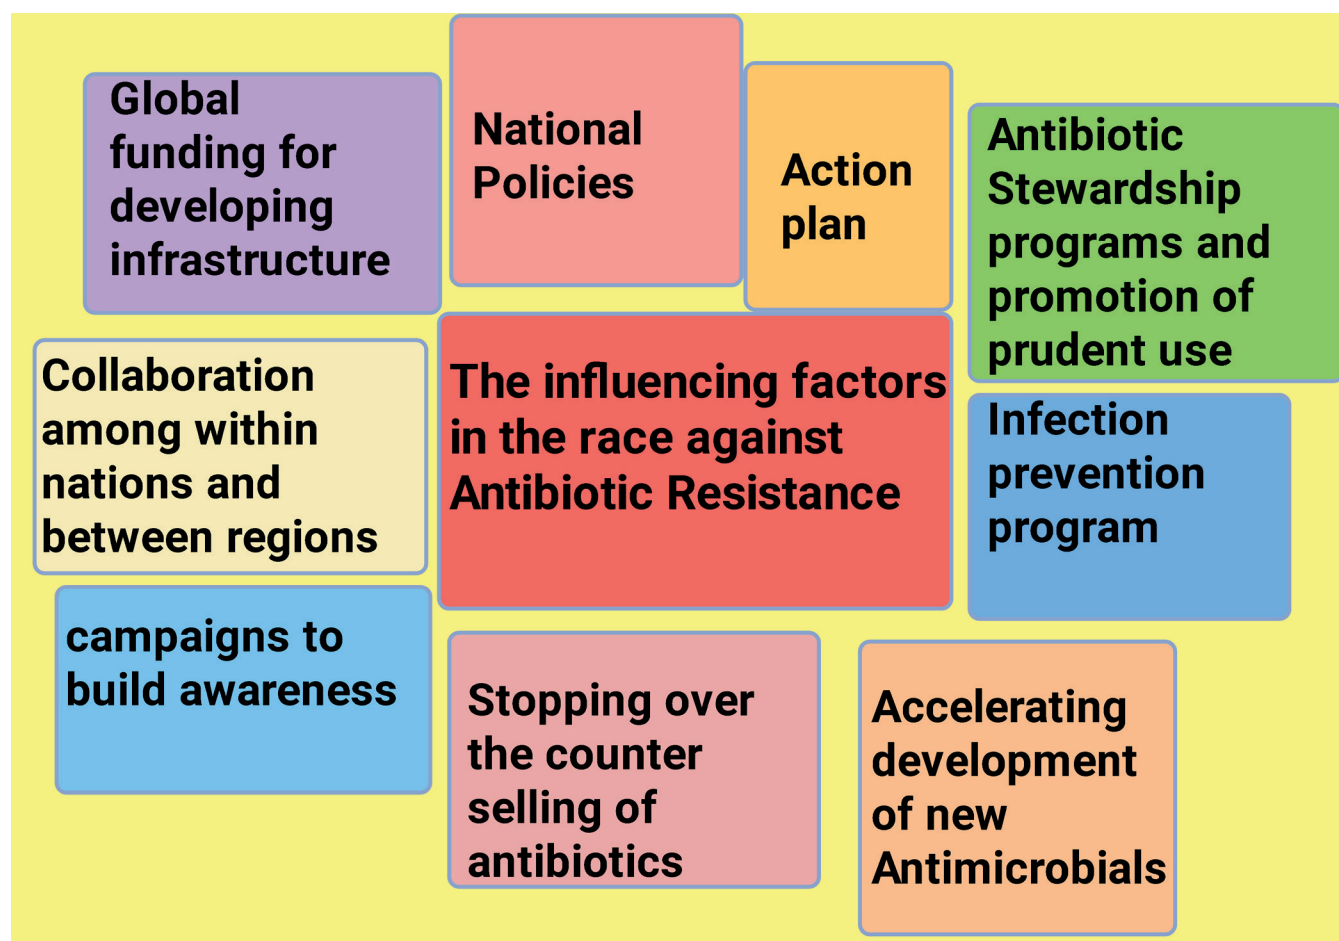 Global
funding for
developing
infrastructure
National
Policies
Action
plan
Antibiotic
Stewardship
programs and
promotion of
prudent use
Collaboration
among within
nations and
between regions
The influencing factors
in the race against
Antibiotic Resistance
Infection
prevention
program
campaigns to
build awareness
Stopping over
the counter
selling of
antibiotics
Accelerating
development
of new
Antimicrobials